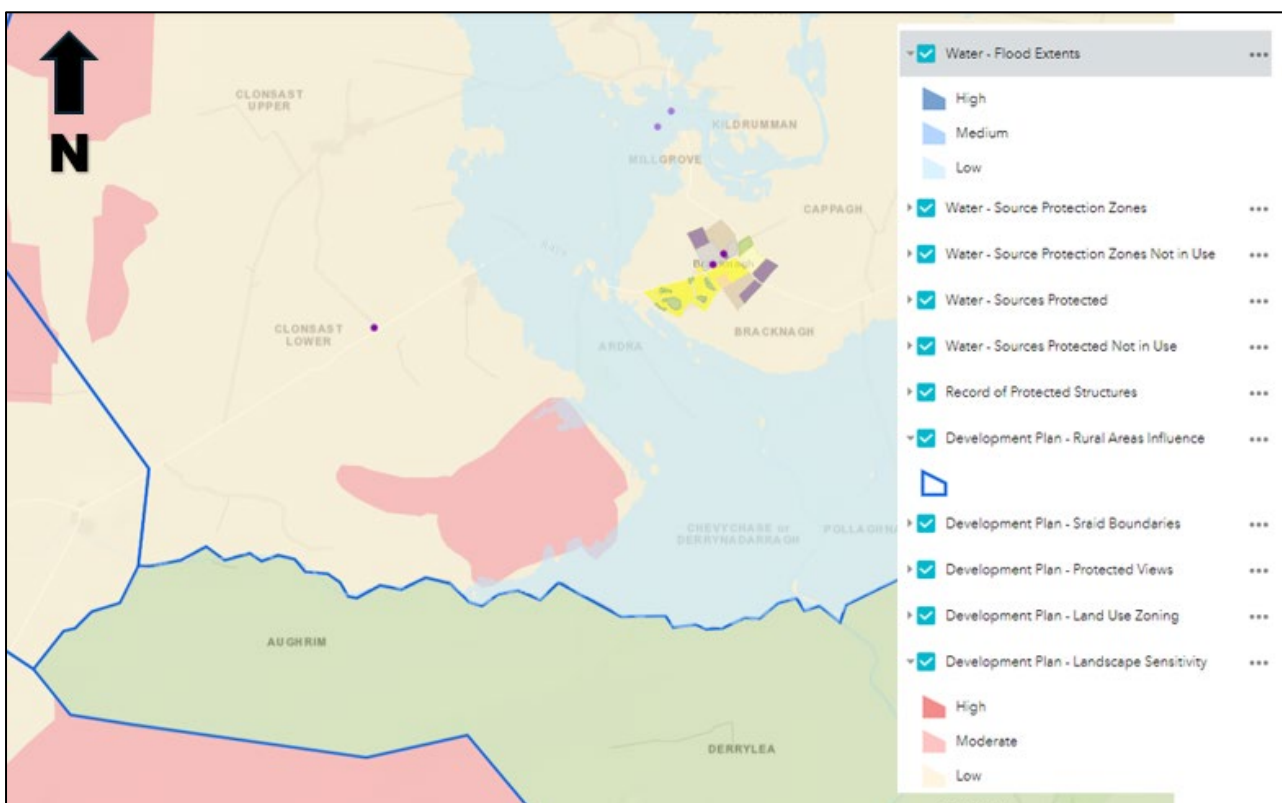 N
CLONSAST
UPPER
KILDRUMMAN
MILLGROVE
CAPPAGH
Bracknagh
CLONSAST
LOWER
ARDRA
BRACKNAGH
CHEVYCHASE or
DERRYNADARRAGH
AUGHRIM
DERRYLEA
Water - Flood Extents
High
Medium
Low
Water - Source Protection Zones
Water - Source Protection Zones Not in Use
Water - Sources Protected
Water - Sources Protected Not in Use
Record of Protected Structures
Development Plan - Rural Areas Influence
Development Plan - Sraid Boundaries
Development Plan - Protected Views
Development Plan - Land Use Zoning
Development Plan - Landscape Sensitivity
High
Moderate
Low